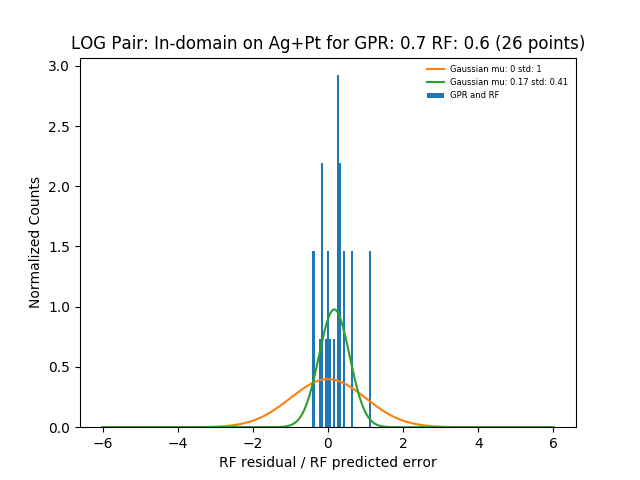 LOG Pair: In-domain on Ag+Pt for GPR: 0.7 RF: 0.6 (26 points)
Gaussian mu: 0 std: 1
Gaussian mu: 0.17 std: 0.41
GPR and RF
Normalized Counts
3.0
2.5
2.0
1.5
1.0
0.5
0.0
−6 −4 −2 0 2 4 6
RF residual / RF predicted error